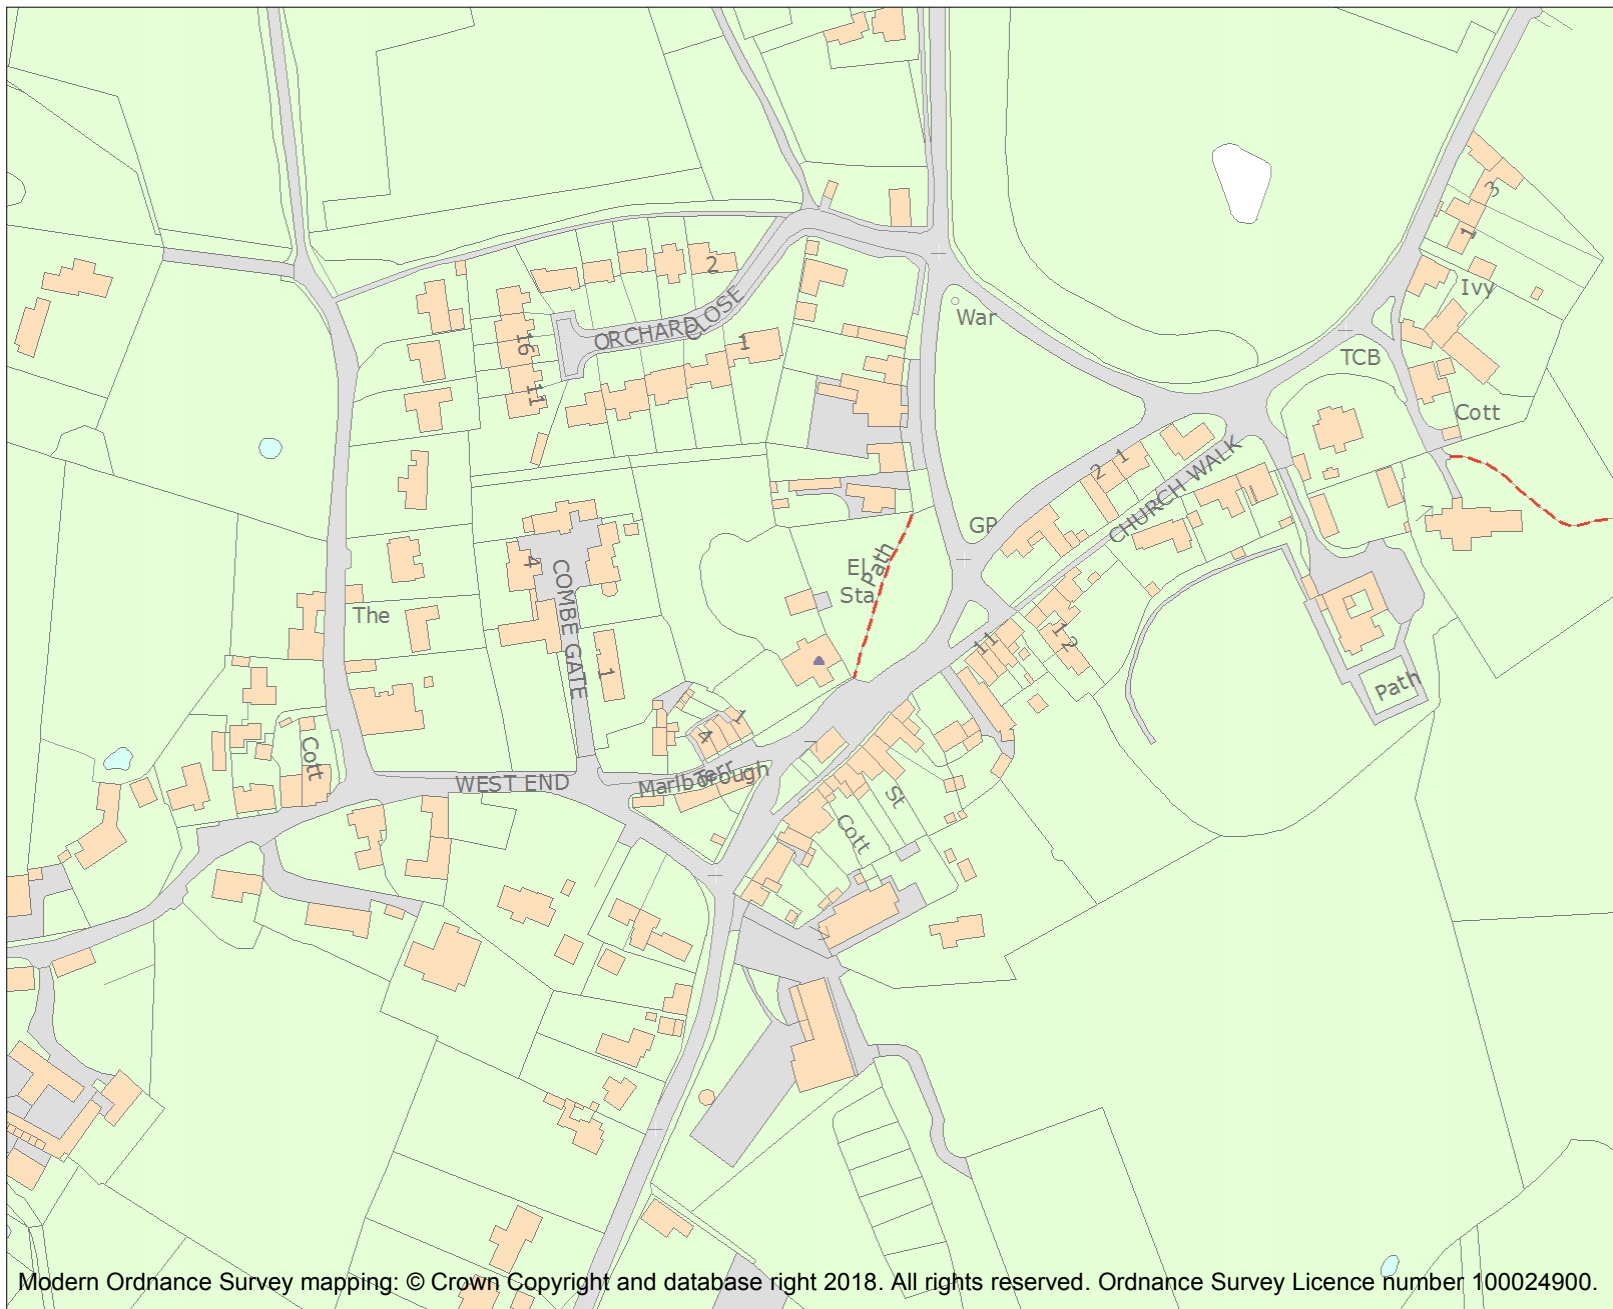 3
1
2
ORCHARD CLOSE
Ivy
War
16
1
TCB
11
Cott
2 1
CHURCH WALK
GP
4
El
Sta
Path
COMBE GATE
The
11
12
1
Path
Cott
1
4
WEST END
Marlborough
Terr
St
Cott
Modern Ordnance Survey mapping: © Crown Copyright and database right 2018. All rights reserved. Ordnance Survey Licence number 100024900.